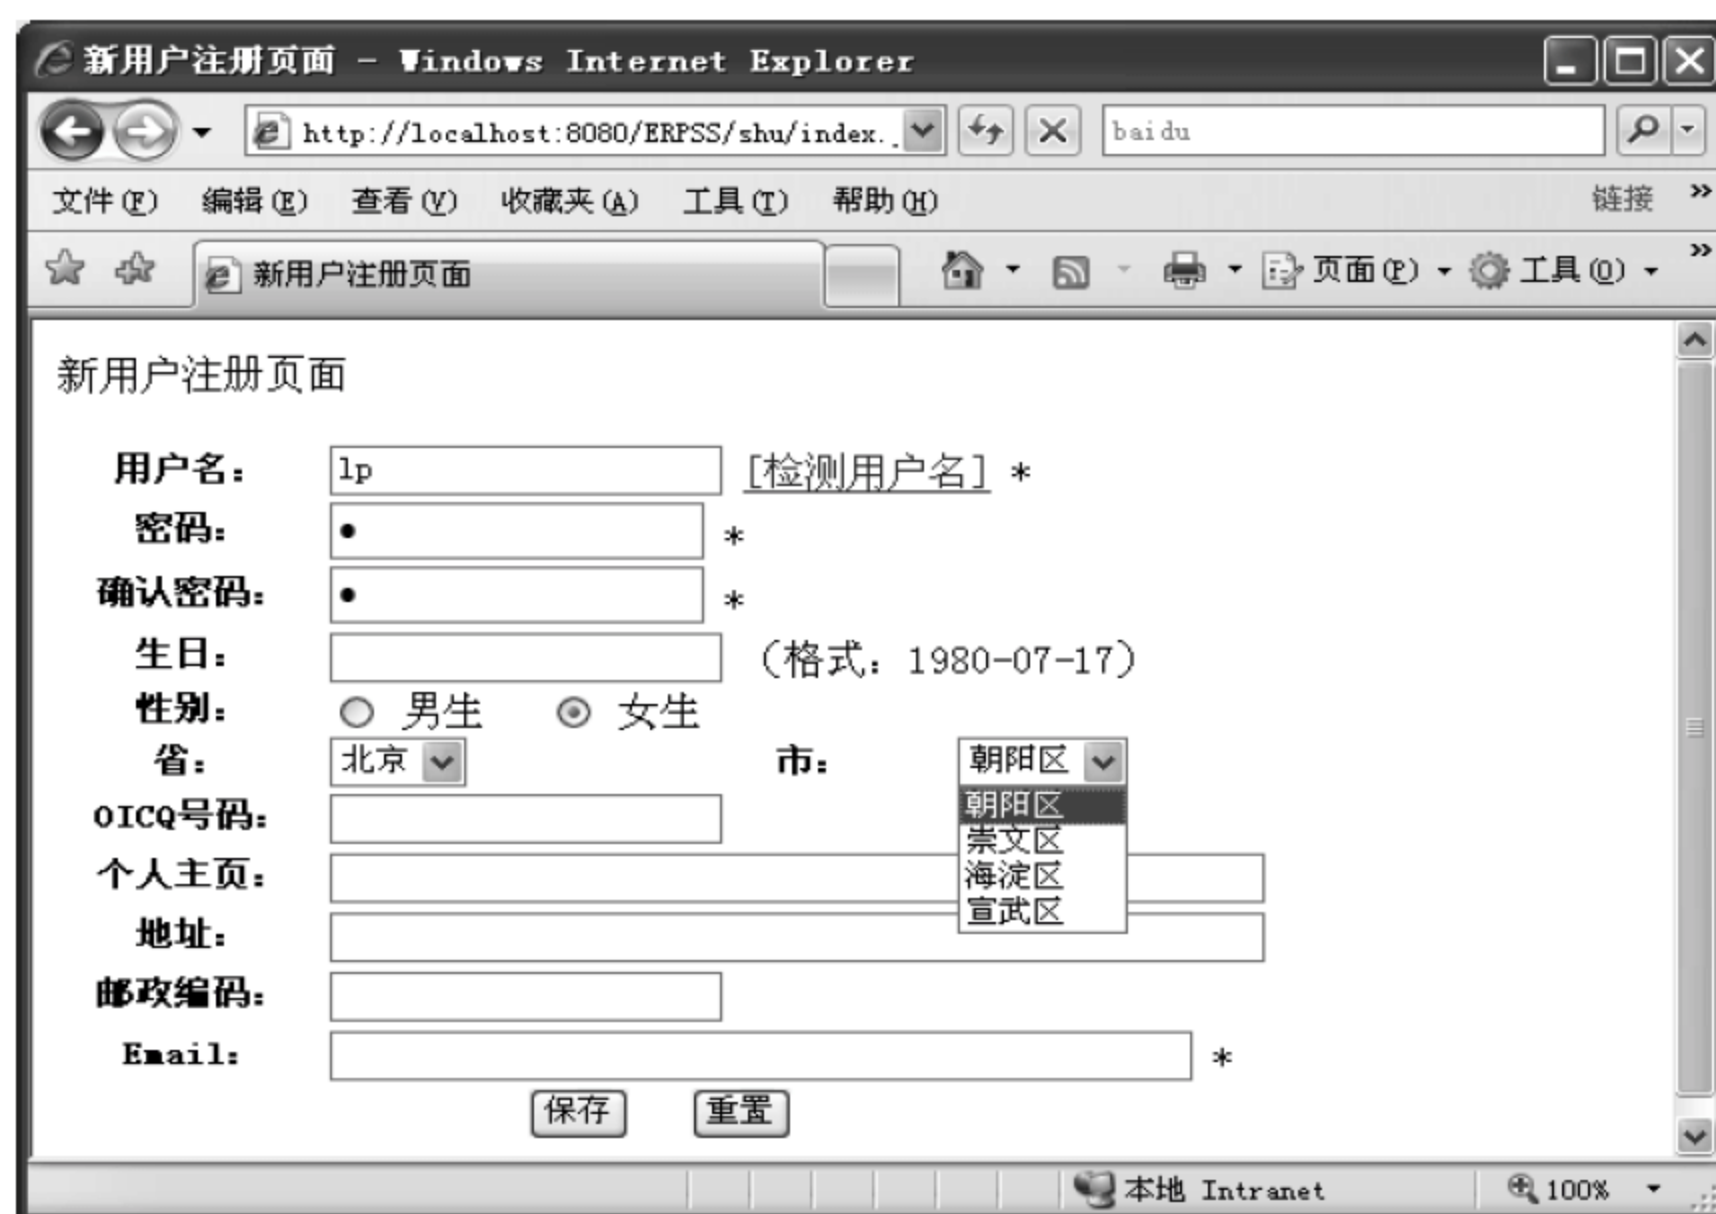 新用户注册页面 - Windows Internet Explorer
http://localhost:8080/ERPSS/shu/index. baidu
文件(F) 编辑(E) 查看(V) 收藏夹(A) 工具(T) 帮助(H) 链接 »
新用户注册页面 页面(P) 工具(O) »
新用户注册页面
用户名: lp [检测用户名] *
密码: • *
确认密码: • *
生日: (格式: 1980-07-17)
性别: 男生 女生
省: 北京 市: 朝阳区
朝阳区
OICQ号码:
崇文区
个人主页:
海淀区
宣武区
地址:
邮政编码:
Email: *
保存 重置
本地 Intranet 100%